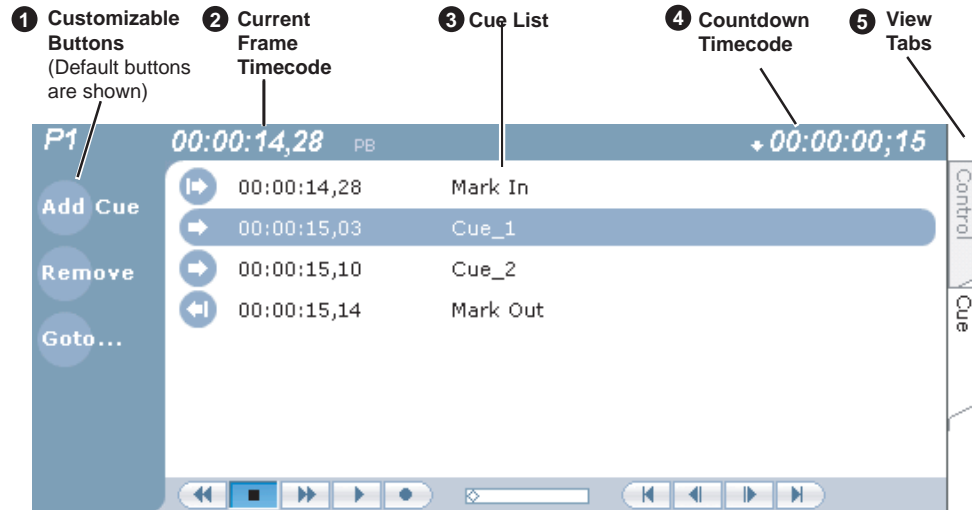 1 Customizable Buttons
(Default buttons are shown)
2 Current Frame Timecode
3 Cue List
4 Countdown Timecode
5 View Tabs
P1 00:00:14,28 PB 00:00:00;15
Add Cue
Remove
Goto...
00:00:14,28 Mark In
00:00:15,03 Cue_1
00:00:15,10 Cue_2
00:00:15,14 Mark Out
Control
Cue